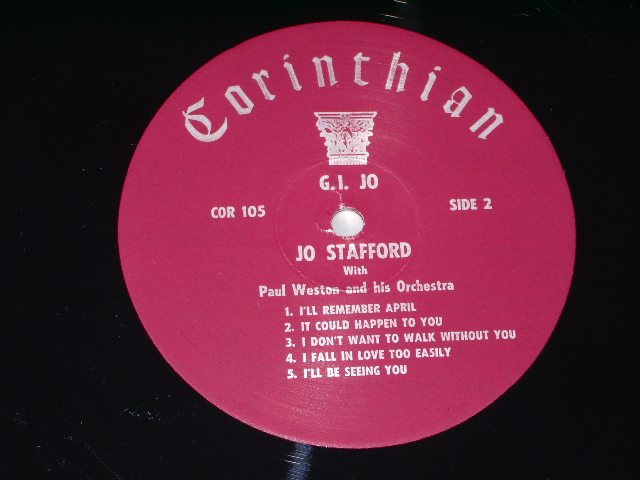 Corinthian
G.I. JO
COR 105
SIDE 2
JO STAFFORD
With
Paul Weston and his Orchestra
1. I'LL REMEMBER APRIL
2. IT COULD HAPPEN TO YOU
3. I DON'T WANT TO WALK WITHOUT YOU
4. I FALL IN LOVE TOO EASILY
5. I'LL BE SEEING YOU